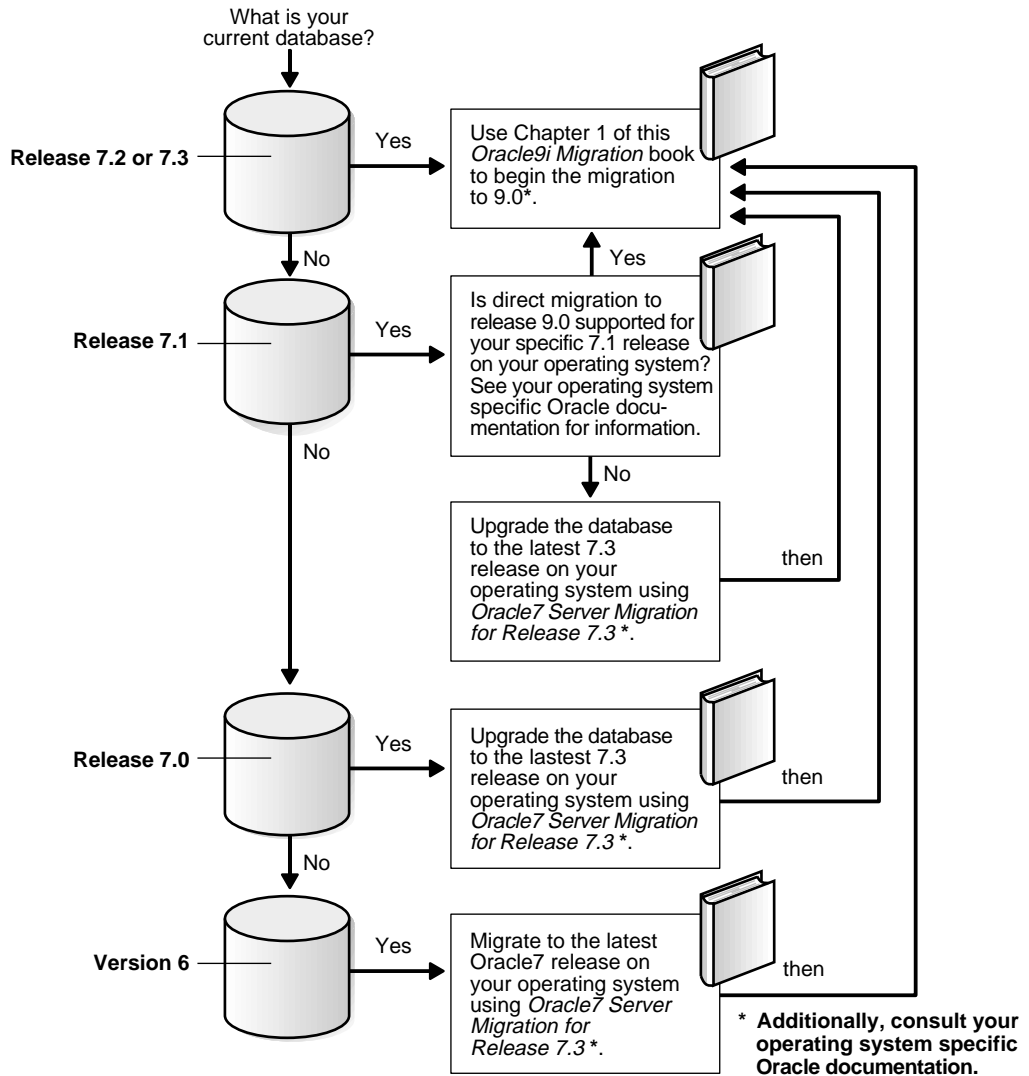 What is your
current database?
Release 7.2 or 7.3
Yes
Use Chapter 1 of this
Oracle9i Migration book
to begin the migration
to 9.0*.
No
Yes
Release 7.1
Yes
Is direct migration to
release 9.0 supported for
your specific 7.1 release
on your operating system?
See your operating system
specific Oracle docu-
mentation for information.
No
No
Upgrade the database
to the latest 7.3
release on your
operating system using
Oracle7 Server Migration
for Release 7.3 *.
then
Release 7.0
Yes
Upgrade the database
to the lastest 7.3
release on your
operating system using
Oracle7 Server Migration
for Release 7.3 *.
then
No
Version 6
Yes
Migrate to the latest
Oracle7 release on
your operating system
using Oracle7 Server
Migration for
Release 7.3 *.
then
* Additionally, consult your
operating system specific
Oracle documentation.